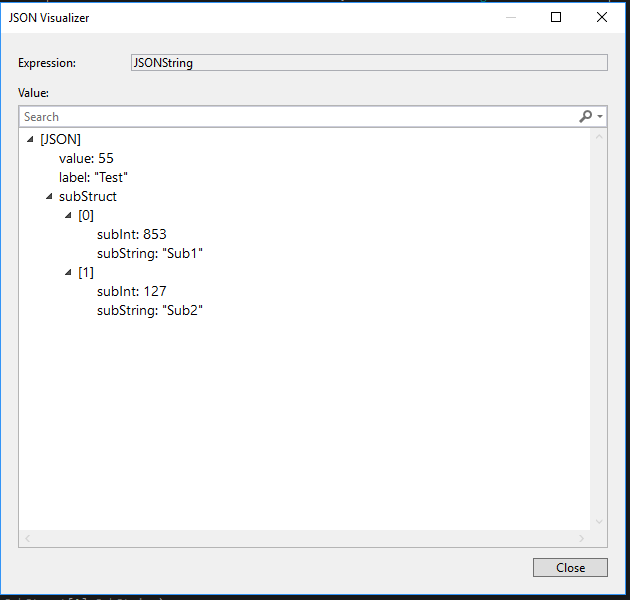 JSON Visualizer
Expression: JSONString
Value:
Search
[JSON]
value: 55
label: "Test"
subStruct
[0]
subInt: 853
subString: "Sub1"
[1]
subInt: 127
subString: "Sub2"
Close